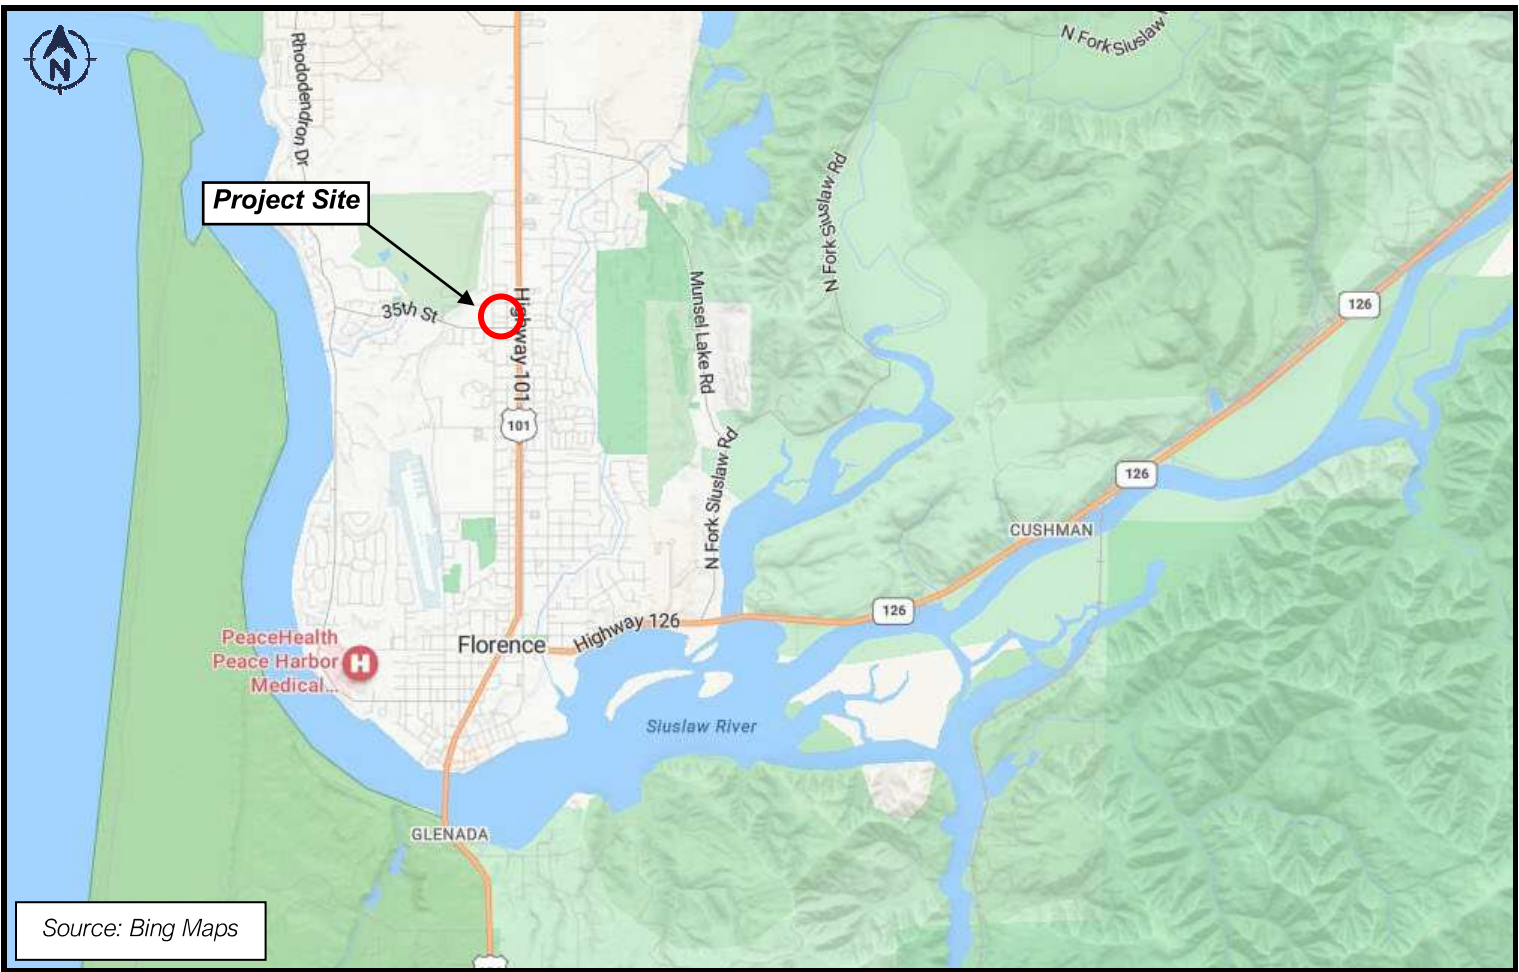 N
Rhododendron Dr
N Fork Siuslaw
Project Site
N Fork Siuslaw Rd
35th St
Highway 101
Munsel Lake Rd
126
101
126
N Fork Siuslaw Rd
CUSHMAN
126
Highway 126
Florence
PeaceHealth
Peace Harbor
Medical...
H
Siuslaw River
GLENADA
Source: Bing Maps